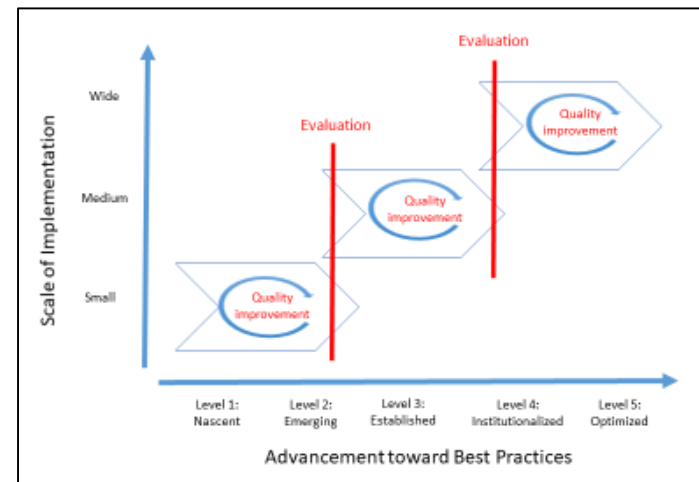 Evaluation
Wide
Quality
improvement
Evaluation
Scale of Implementation
Medium
Quality
improvement
Small
Quality
improvement
Level 1:
Nascent
Level 2:
Emerging
Level 3:
Established
Level 4:
Institutionalized
Level 5:
Optimized
Advancement toward Best Practices